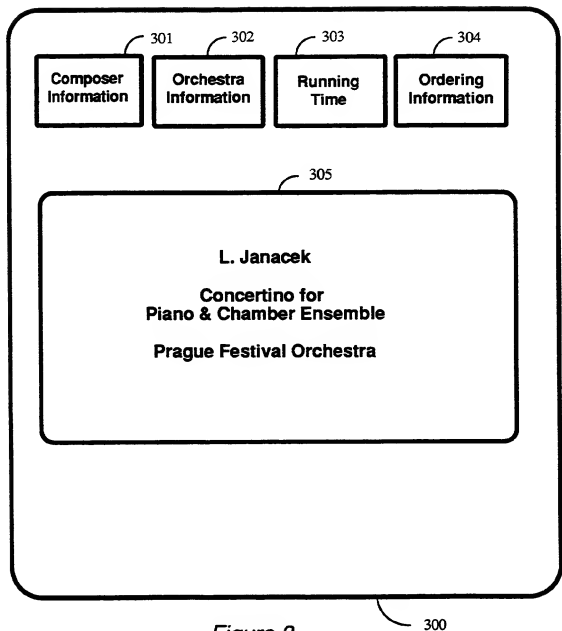 301 302 303 304
Composer Information
Orchestra Information
Running Time
Ordering Information
305
L. Janacek
Concertino for
Piano & Chamber Ensemble
Prague Festival Orchestra
300